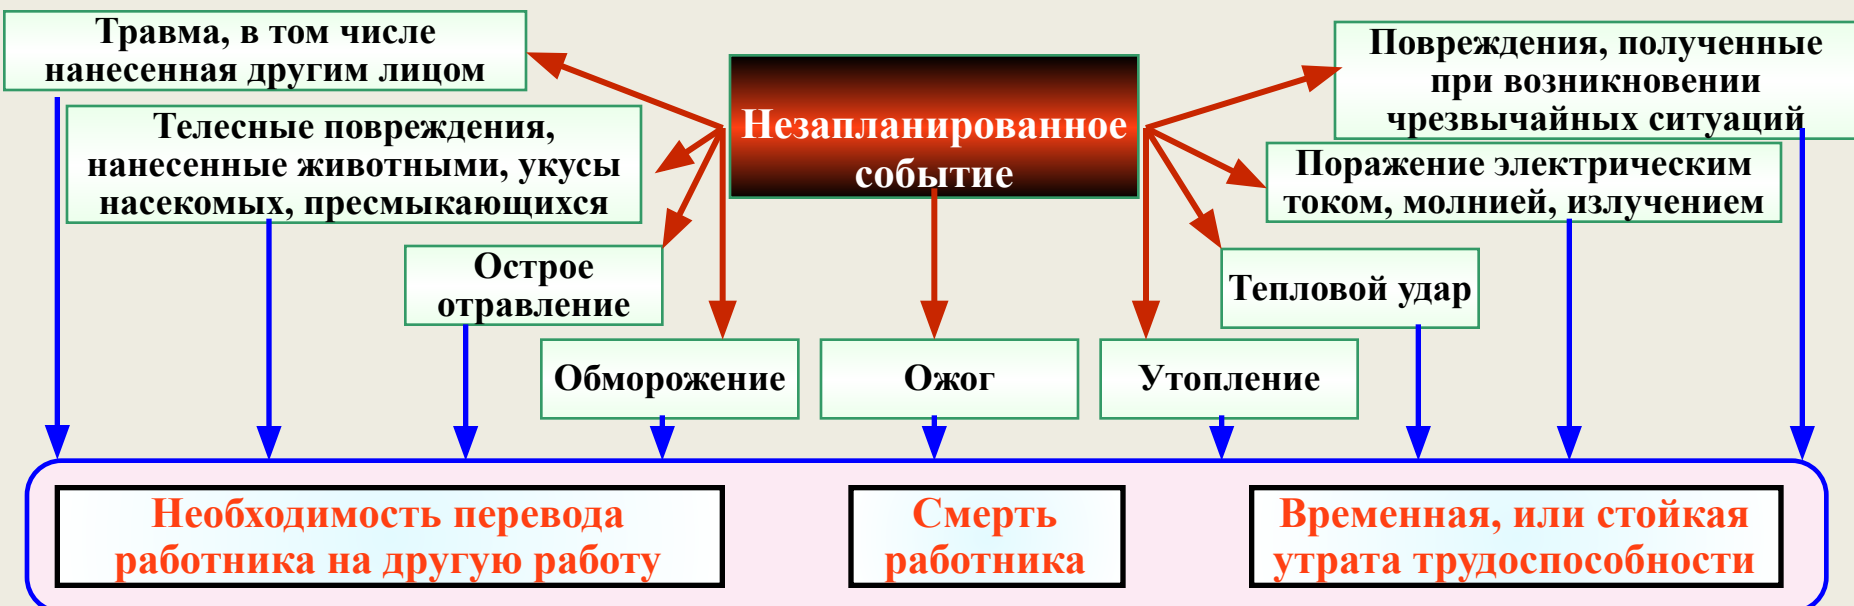 Травма, в том числе
нанесенная другим лицом
Телесные повреждения,
нанесенные животными, укусы
насекомых, пресмыкающихся
Острое
отравление
Обморожение
Незапланированное
событие
Ожог
Утопление
Тепловой удар
Поражение электрическим
током, молнией, излучением
Повреждения, полученные
при возникновении
чрезвычайных ситуаций
Необходимость перевода
работника на другую работу
Смерть
работника
Временная, или стойкая
утрата трудоспособности